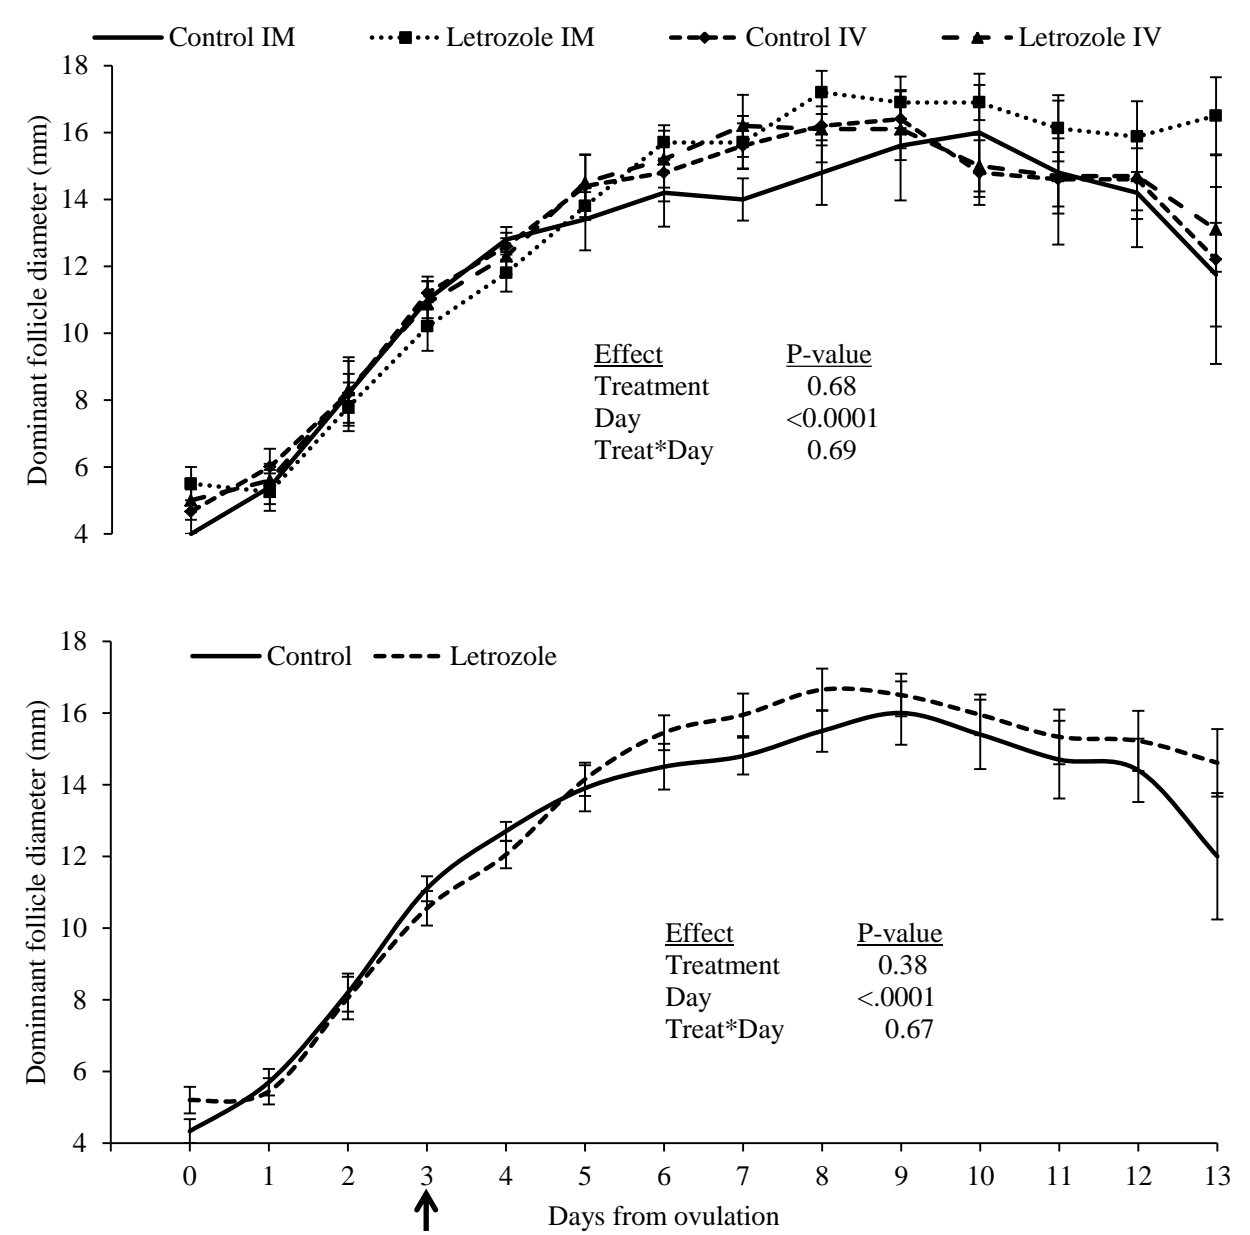 Control IM Letrozole IM Control IV Letrozole IV
Dominant follicle diameter (mm)
18
16
14
12
10
8
6
4
Effect P-value
Treatment 0.68
Day <0.0001
Treat*Day 0.69
Control Letrozole
Dominnant follicle diameter (mm)
18
16
14
12
10
8
6
4
Effect P-value
Treatment 0.38
Day <.0001
Treat*Day 0.67
0 1 2 3 4 5 6 7 8 9 10 11 12 13
Days from ovulation